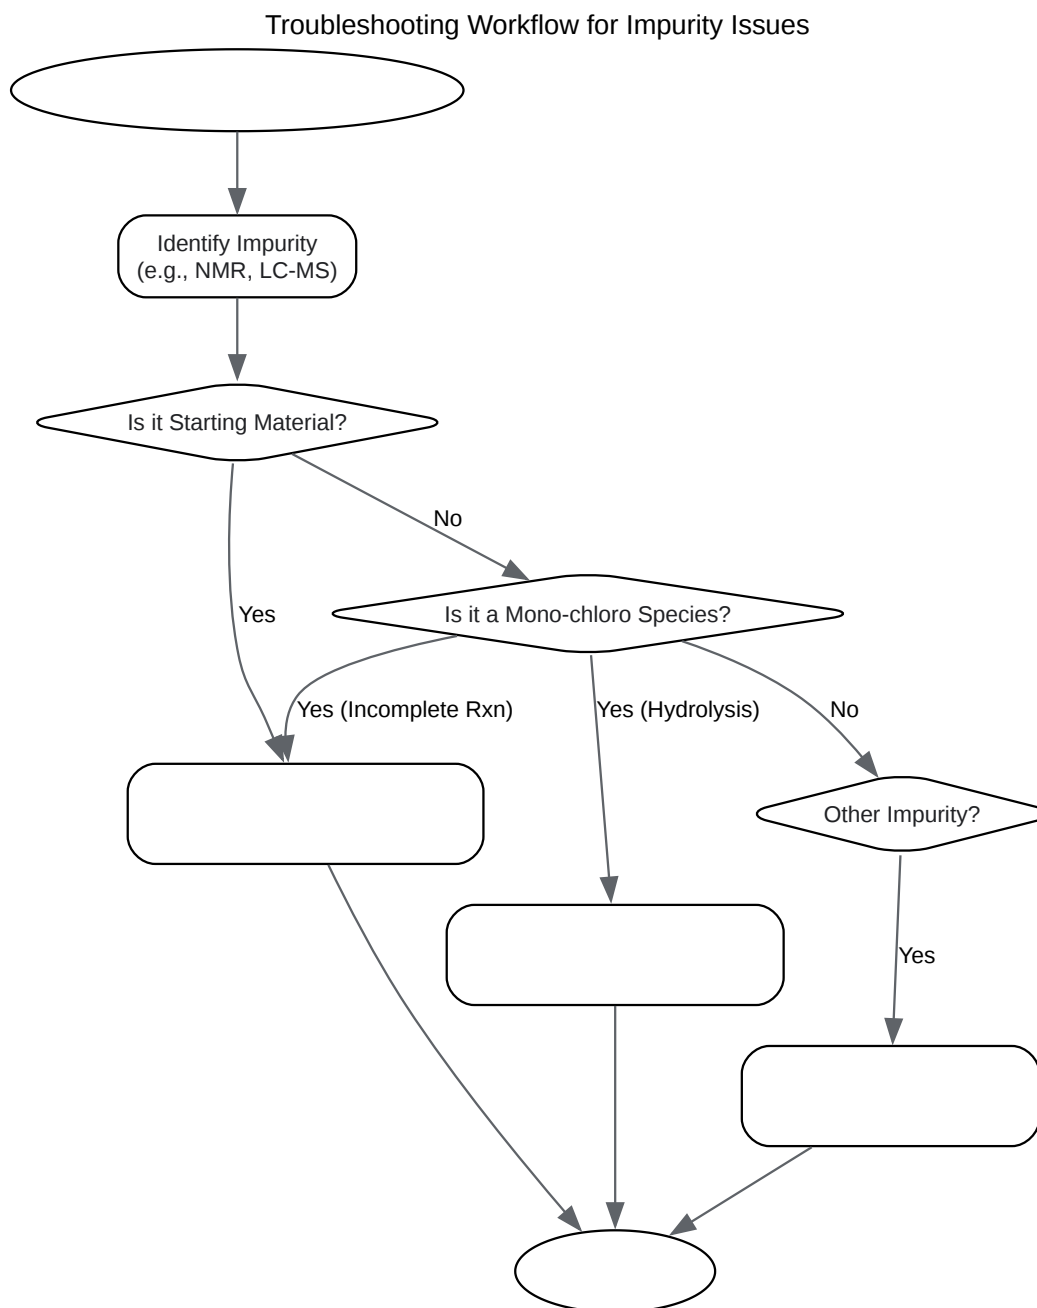 Troubleshooting Workflow for Impurity Issues
Identify Impurity
(e.g., NMR, LC-MS)
Is it Starting Material?
No
Yes
Is it a Mono-chloro Species?
Yes (Incomplete Rxn)
Yes (Hydrolysis)
No
Other Impurity?
Yes